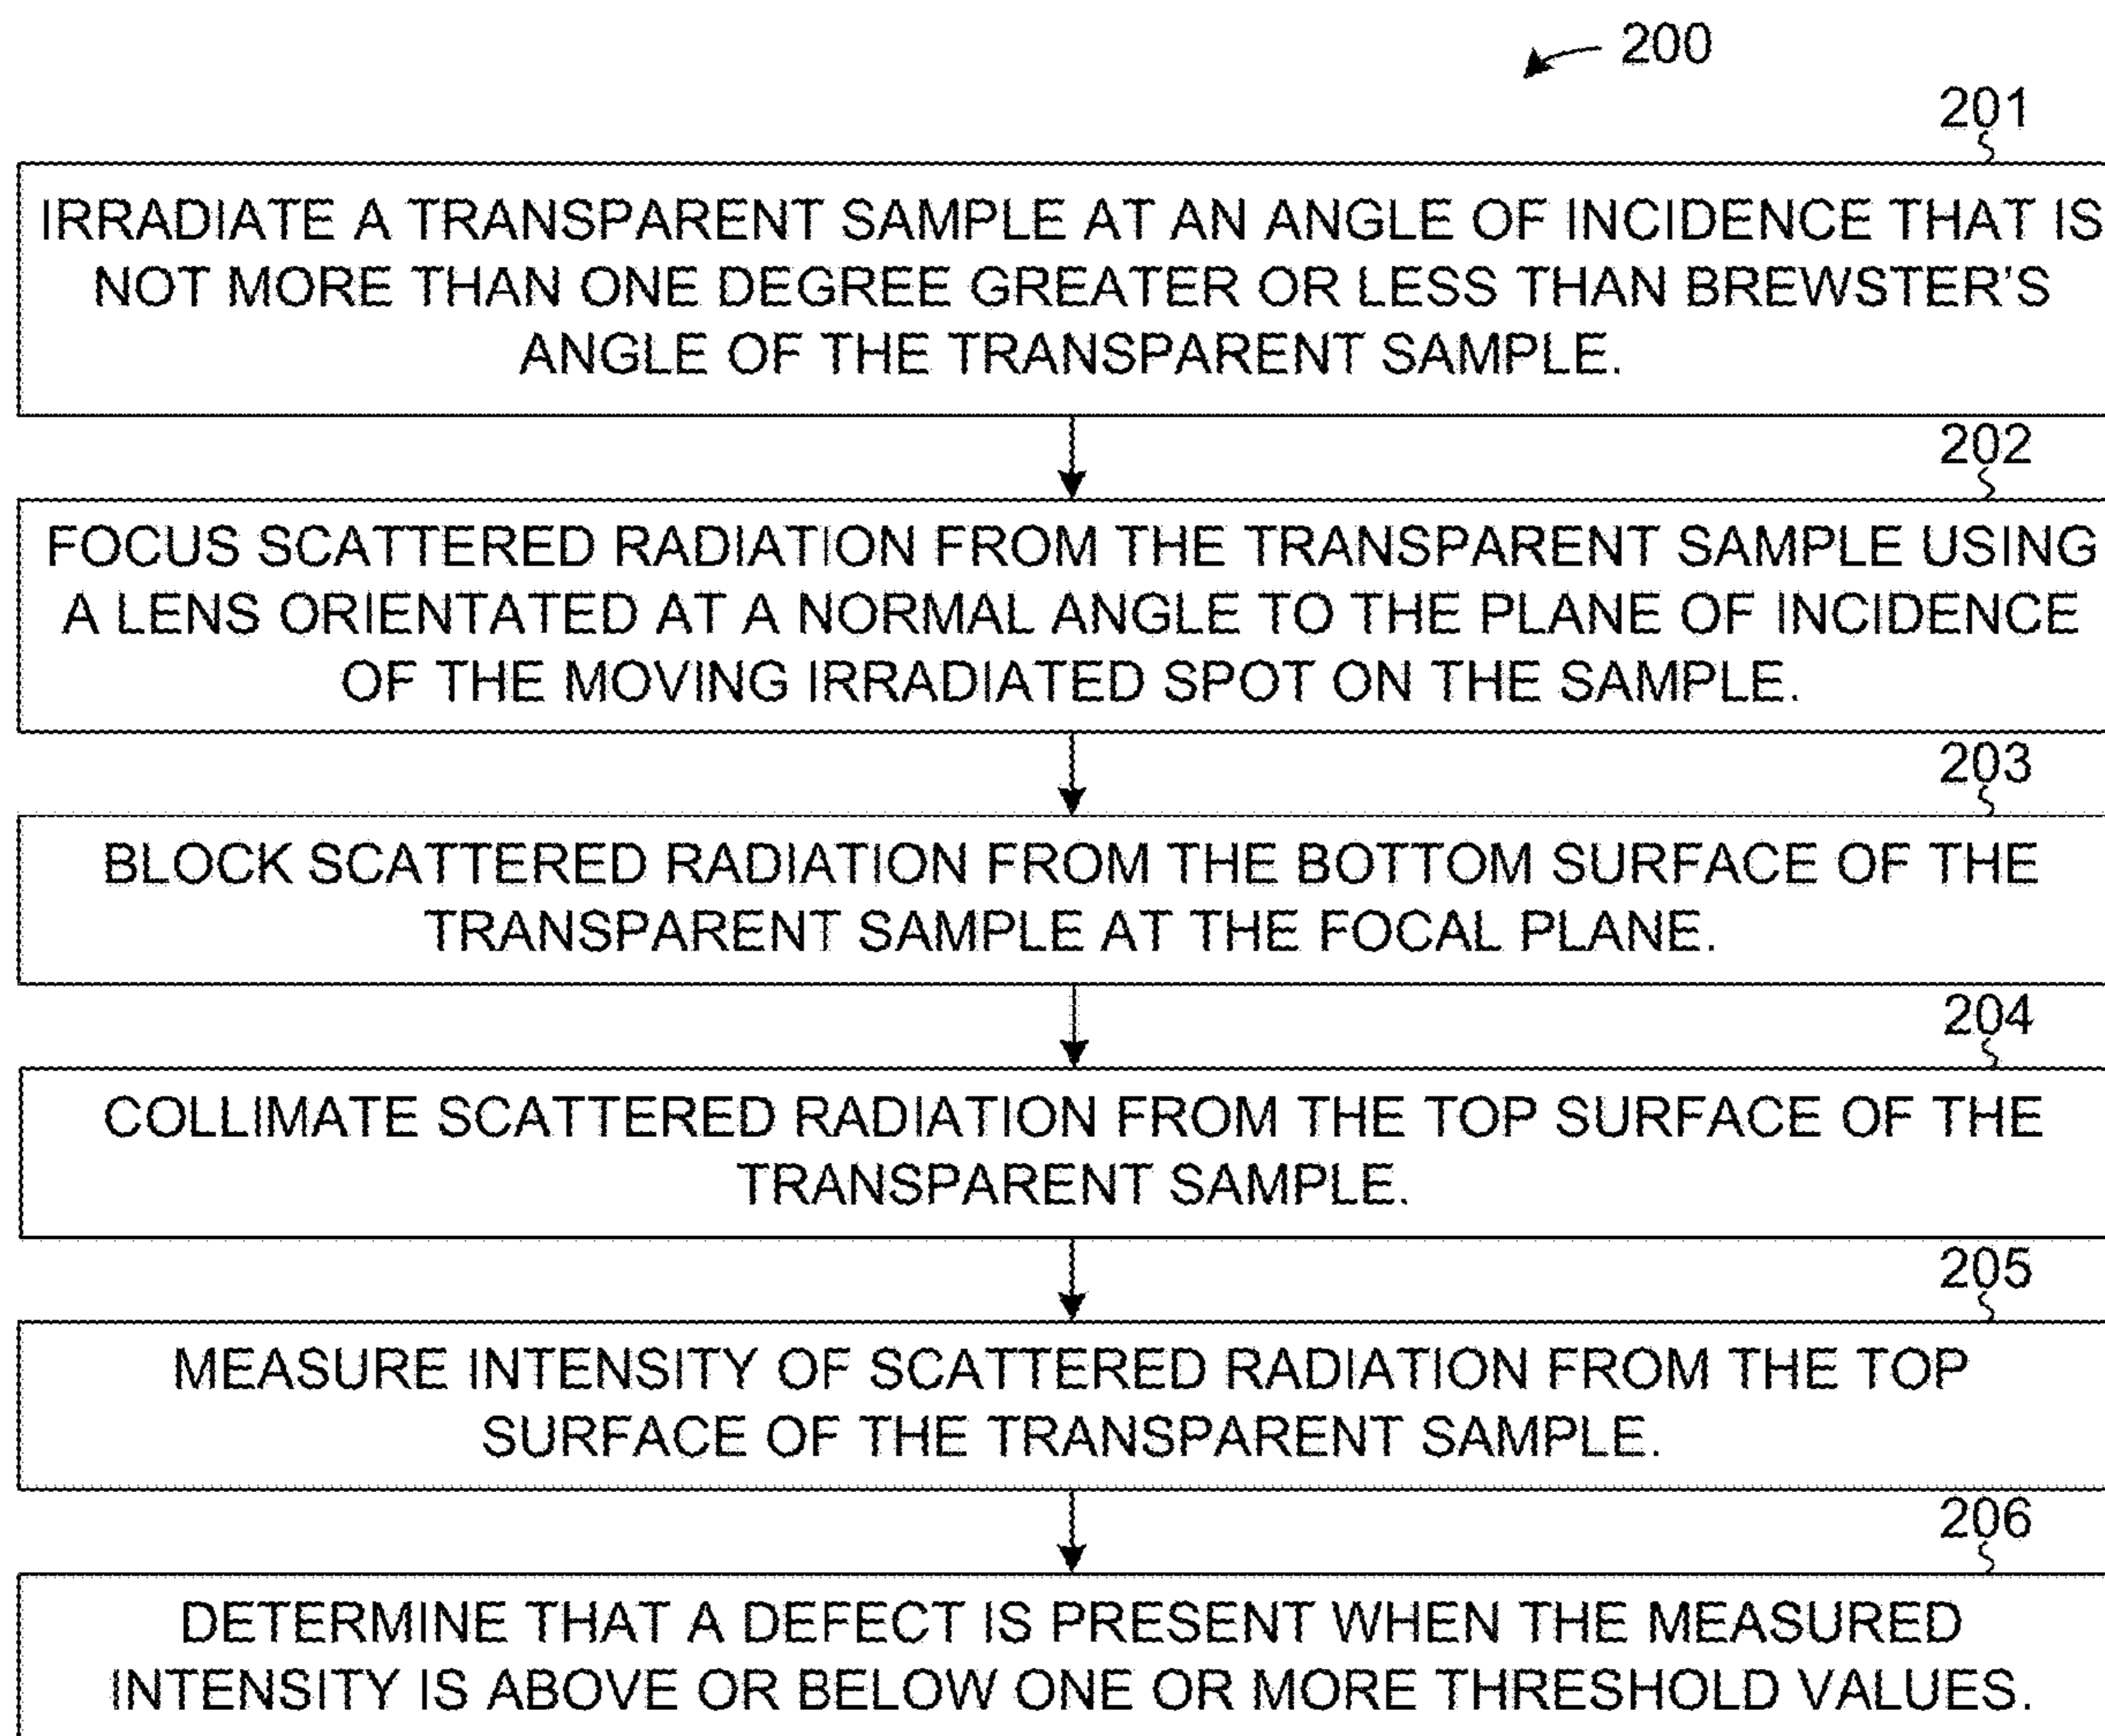 200
201
IRRADIATE A TRANSPARENT SAMPLE AT AN ANGLE OF INCIDENCE THAT IS
NOT MORE THAN ONE DEGREE GREATER OR LESS THAN BREWSTER'S
ANGLE OF THE TRANSPARENT SAMPLE.
202
FOCUS SCATTERED RADIATION FROM THE TRANSPARENT SAMPLE USING
A LENS ORIENTATED AT A NORMAL ANGLE TO THE PLANE OF INCIDENCE
OF THE MOVING IRRADIATED SPOT ON THE SAMPLE.
203
BLOCK SCATTERED RADIATION FROM THE BOTTOM SURFACE OF THE
TRANSPARENT SAMPLE AT THE FOCAL PLANE.
204
COLLIMATE SCATTERED RADIATION FROM THE TOP SURFACE OF THE
TRANSPARENT SAMPLE.
205
MEASURE INTENSITY OF SCATTERED RADIATION FROM THE TOP
SURFACE OF THE TRANSPARENT SAMPLE.
206
DETERMINE THAT A DEFECT IS PRESENT WHEN THE MEASURED
INTENSITY IS ABOVE OR BELOW ONE OR MORE THRESHOLD VALUES.